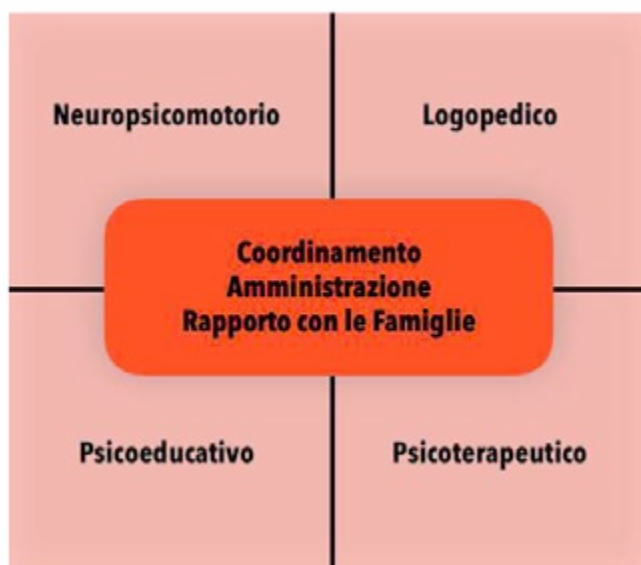 Neuropsicomotorio
Logopedico
Coordinamento
Amministrazione
Rapporto con le Famiglie
Psicoeducativo
Psicoterapeutico